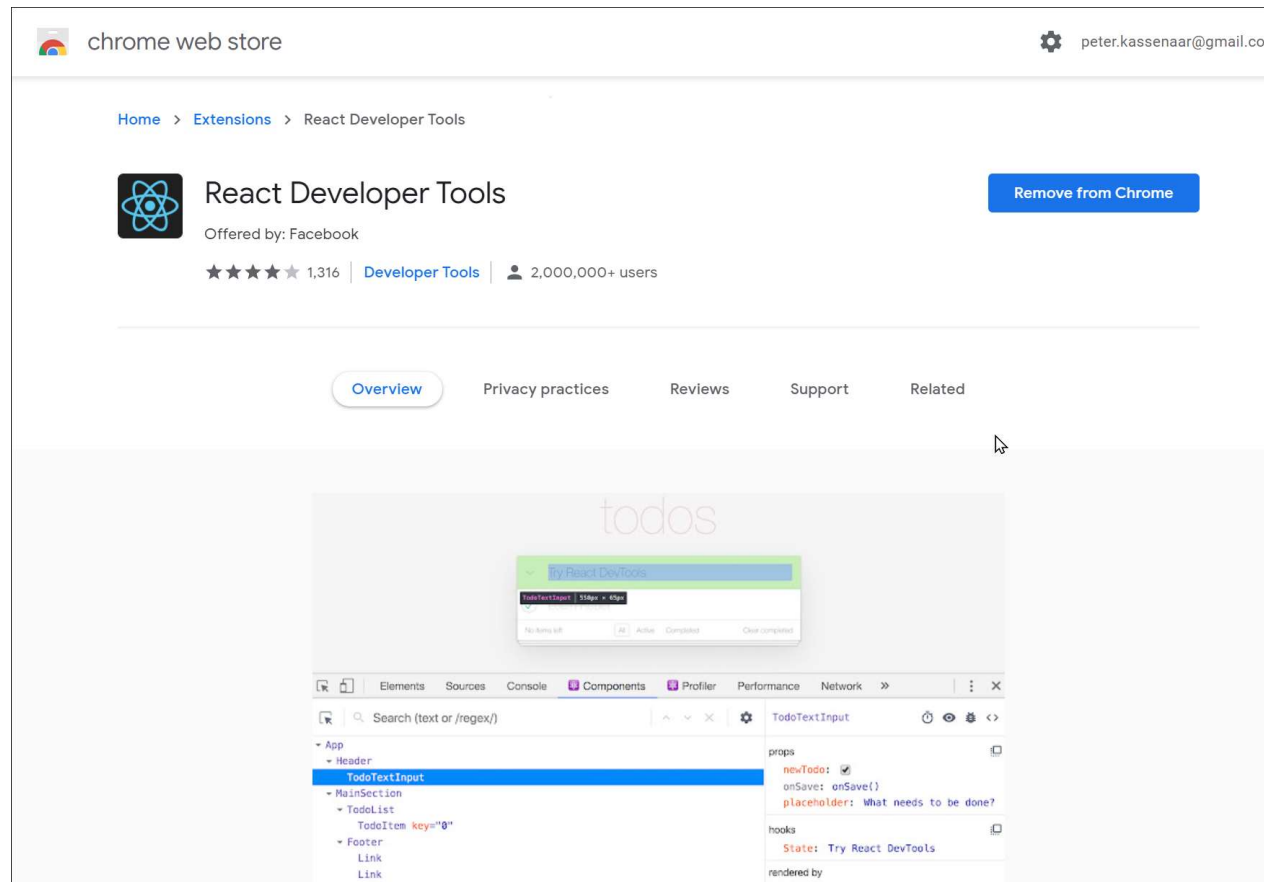 chrome web store
peter.kassenaar@gmail.co
Home > Extensions > React Developer Tools
React Developer Tools
Remove from Chrome
Offered by: Facebook
1,316 Developer Tools 2,000,000+ users
Overview Privacy practices Reviews Support Related
todos
Try React DevTools
TodoTextInput | 550px × 65px
No items left All Active Completed Clear completed
Elements Sources Console Components Profiler Performance Network »
Search (text or /regex/)
TodoTextInput
App
Header
TodoTextInput
MainSection
TodoList
TodoItem key="0"
Footer
Link
Link
props
newTodo:
onSave: onSave()
placeholder: What needs to be done?
hooks
State: Try React DevTools
rendered by